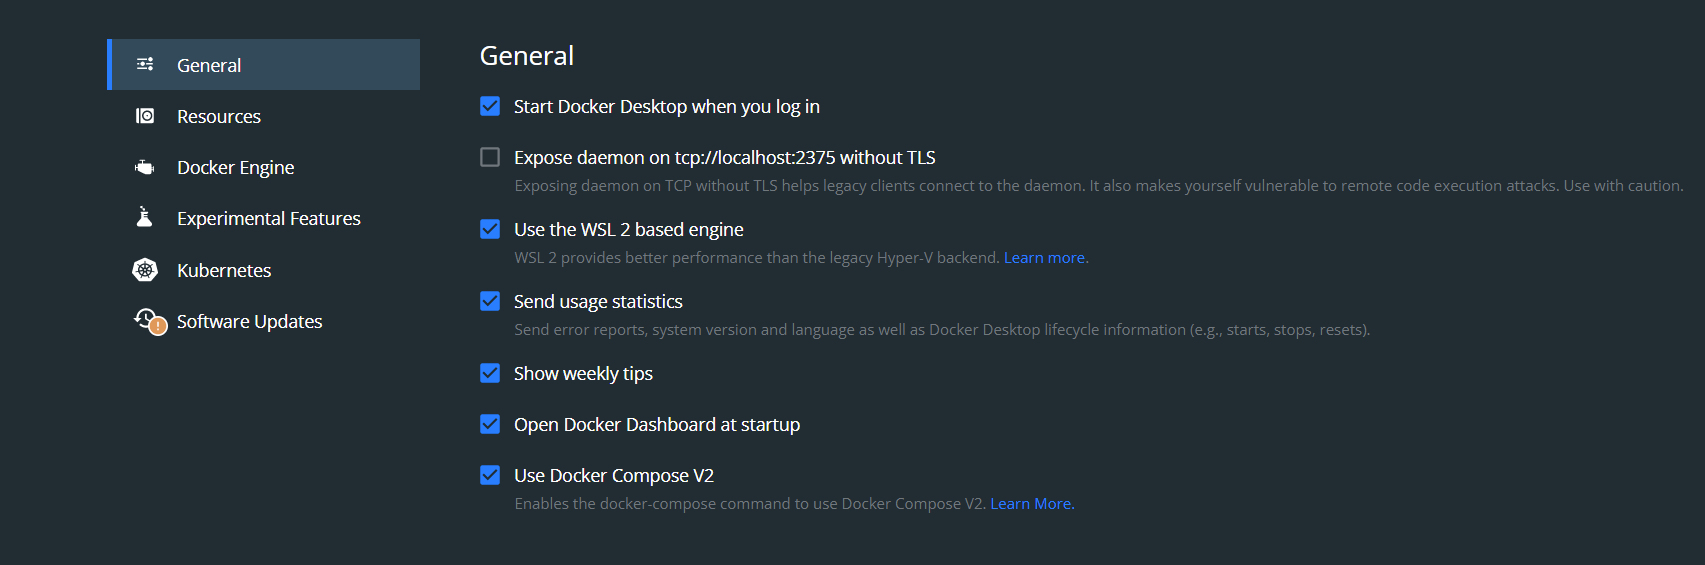 General
Resources
Docker Engine
Experimental Features
Kubernetes
Software Updates
General
Start Docker Desktop when you log in
Expose daemon on tcp://localhost:2375 without TLS
Exposing daemon on TCP without TLS helps legacy clients connect to the daemon. It also makes yourself vulnerable to remote code execution attacks. Use with caution.
Use the WSL 2 based engine
WSL 2 provides better performance than the legacy Hyper-V backend. Learn more.
Send usage statistics
Send error reports, system version and language as well as Docker Desktop lifecycle information (e.g., starts, stops, resets).
Show weekly tips
Open Docker Dashboard at startup
Use Docker Compose V2
Enables the docker-compose command to use Docker Compose V2. Learn More.